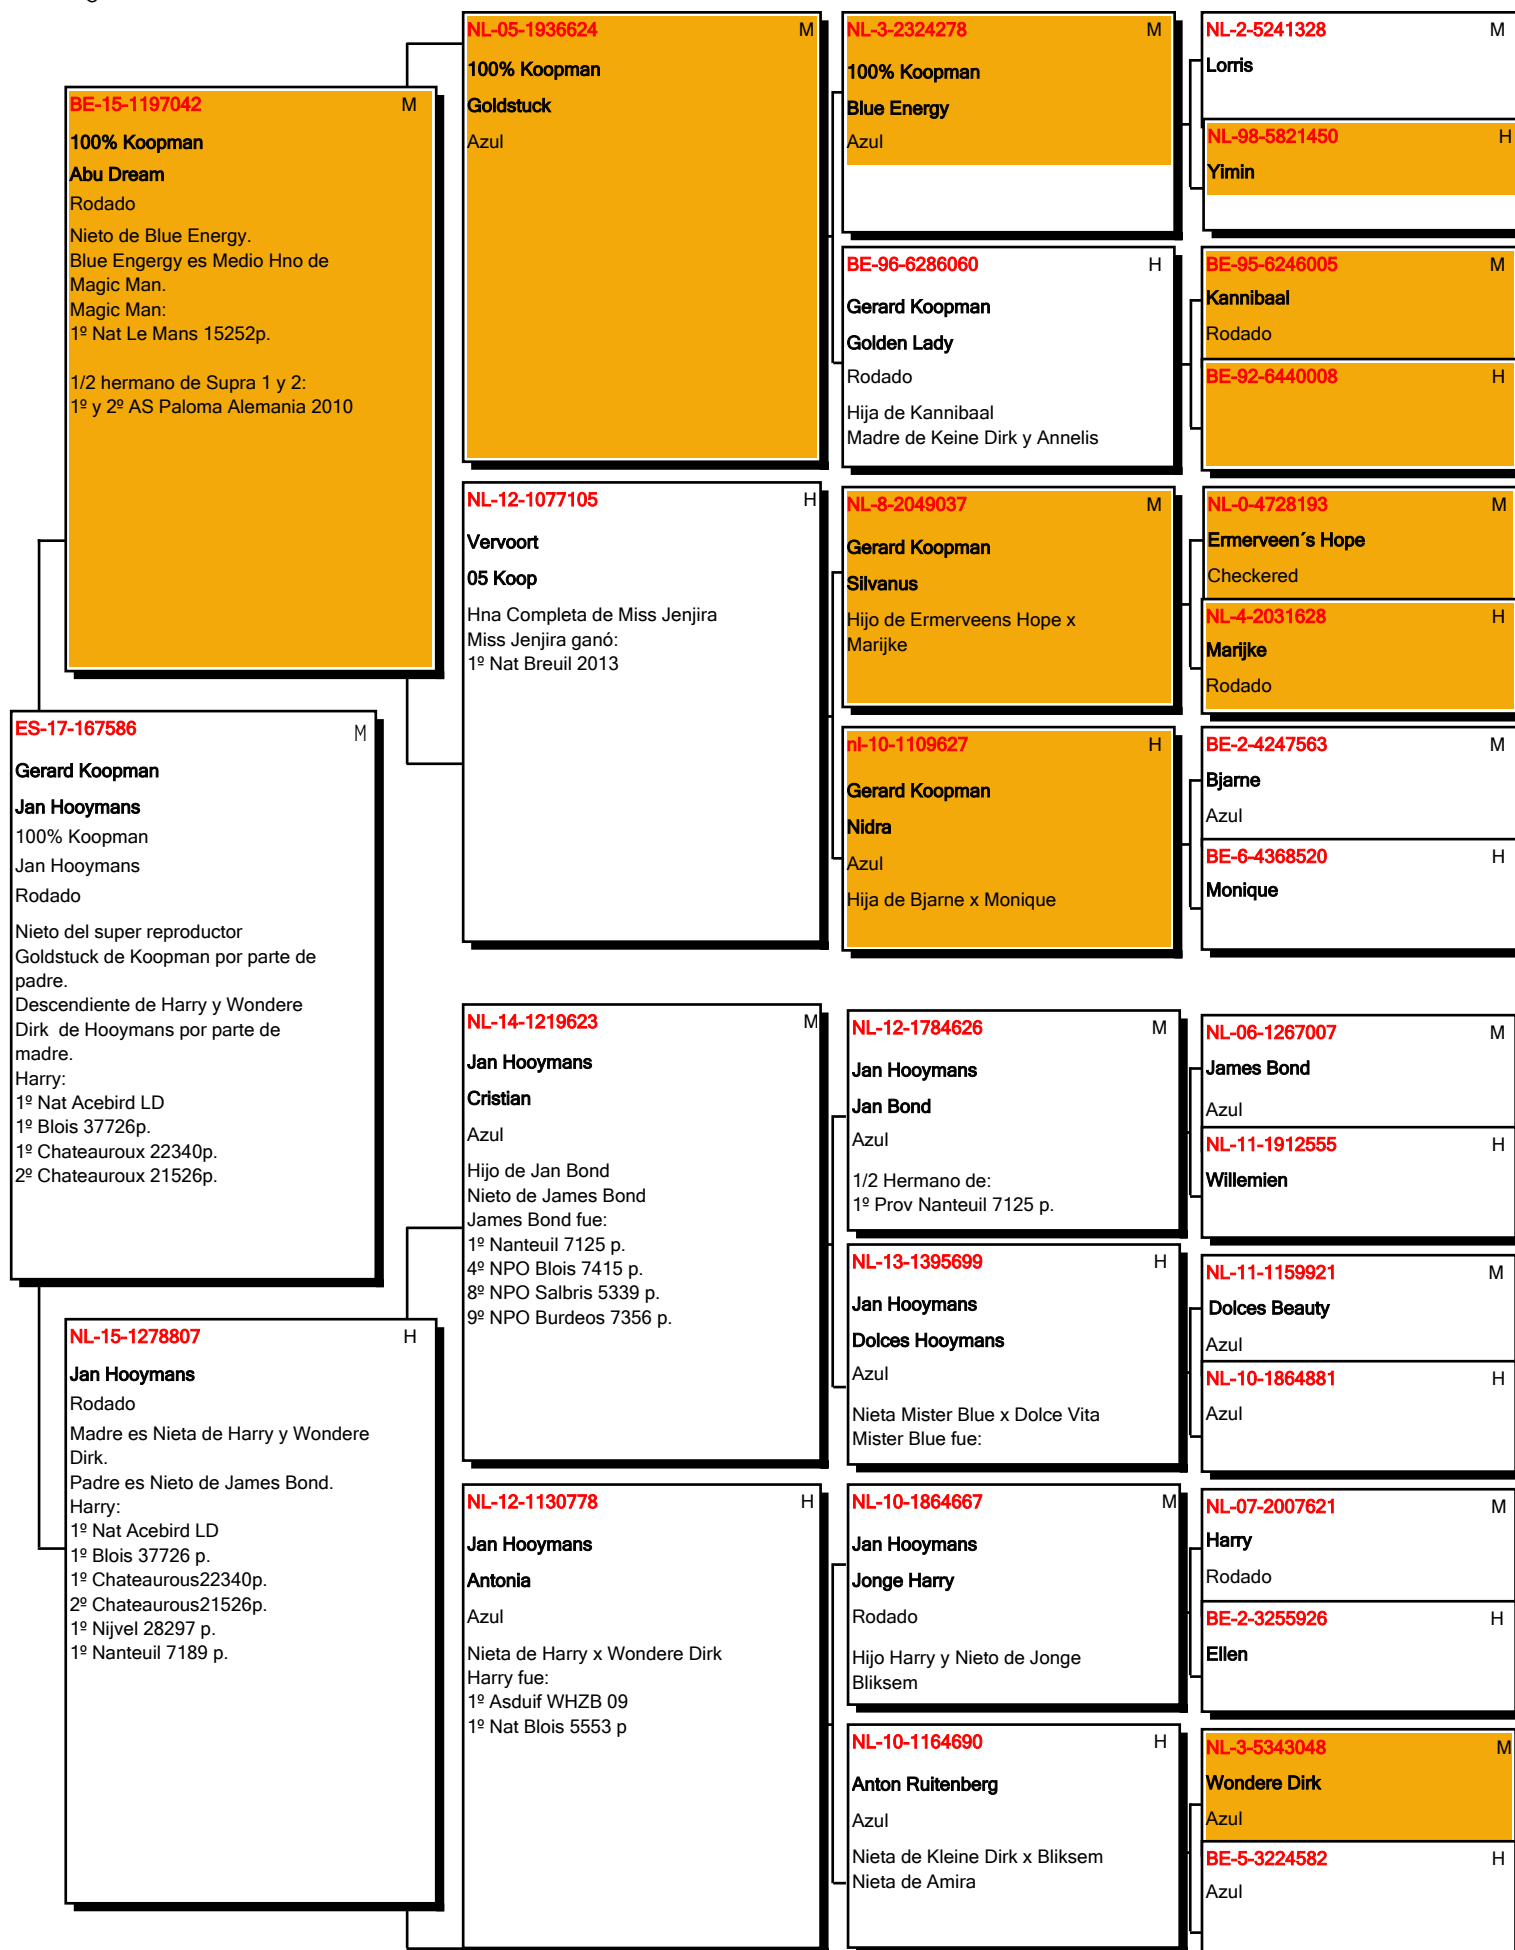 NL-05-1936624 M
100% Koopman
Goldstuck
Azul
NL-3-2324278 M
100% Koopman
Blue Energy
Azul
NL-2-5241328 M
Lorris
NL-98-5821450 H
Yimin
BE-15-1197042 M
100% Koopman
Abu Dream
Rodado
Nieto de Blue Energy.
Blue Engergy es Medio Hno de
Magic Man.
Magic Man:
1º Nat Le Mans 15252p.
1/2 hermano de Supra 1 y 2:
1º y 2º AS Paloma Alemania 2010
BE-96-6286060 H
Gerard Koopman
Golden Lady
Rodado
Hija de Kannibaal
Madre de Keine Dirk y Annelis
BE-95-6246005 M
Kannibaal
Rodado
BE-92-6440008 H
NL-12-1077105 H
Vervoort
05 Koop
Hna Completa de Miss Jenjira
Miss Jenjira ganó:
1º Nat Breuil 2013
NL-8-2049037 M
Gerard Koopman
Silvanus
Hijo de Ermerveens Hope x
Marijke
NL-0-4728193 M
Ermerveen´s Hope
Checkered
NL-4-2031628 H
Marijke
Rodado
nl-10-1109627 H
Gerard Koopman
Nidra
Azul
Hija de Bjarne x Monique
BE-2-4247563 M
Bjarne
Azul
BE-6-4368520 H
Monique
ES-17-167586 M
Gerard Koopman
Jan Hooymans
100% Koopman
Jan Hooymans
Rodado
Nieto del super reproductor
Goldstuck de Koopman por parte de
padre.
Descendiente de Harry y Wondere
Dirk  de Hooymans por parte de
madre.
Harry:
1º Nat Acebird LD
1º Blois 37726p.
1º Chateauroux 22340p.
2º Chateauroux 21526p.
NL-14-1219623 M
Jan Hooymans
Cristian
Azul
Hijo de Jan Bond
Nieto de James Bond
James Bond fue:
1º Nanteuil 7125 p.
4º NPO Blois 7415 p.
8º NPO Salbris 5339 p.
9º NPO Burdeos 7356 p.
NL-12-1784626 M
Jan Hooymans
Jan Bond
Azul
1/2 Hermano de:
1º Prov Nanteuil 7125 p.
NL-06-1267007 M
James Bond
Azul
NL-11-1912555 H
Willemien
NL-13-1395699 H
Jan Hooymans
Dolces Hooymans
Azul
Nieta Mister Blue x Dolce Vita
Mister Blue fue:
NL-11-1159921 M
Dolces Beauty
Azul
NL-10-1864881 H
Azul
NL-15-1278807 H
Jan Hooymans
Rodado
Madre es Nieta de Harry y Wondere
Dirk.
Padre es Nieto de James Bond.
Harry:
1º Nat Acebird LD
1º Blois 37726 p.
1º Chateaurous22340p.
2º Chateaurous21526p.
1º Nijvel 28297 p.
1º Nanteuil 7189 p.
NL-12-1130778 H
Jan Hooymans
Antonia
Azul
Nieta de Harry x Wondere Dirk
Harry fue:
1º Asduif WHZB 09
1º Nat Blois 5553 p
NL-10-1864667 M
Jan Hooymans
Jonge Harry
Rodado
Hijo Harry y Nieto de Jonge
Bliksem
NL-07-2007621 M
Harry
Rodado
BE-2-3255926 H
Ellen
NL-10-1164690 H
Anton Ruitenberg
Azul
Nieta de Kleine Dirk x Bliksem
Nieta de Amira
NL-3-5343048 M
Wondere Dirk
Azul
BE-5-3224582 H
Azul